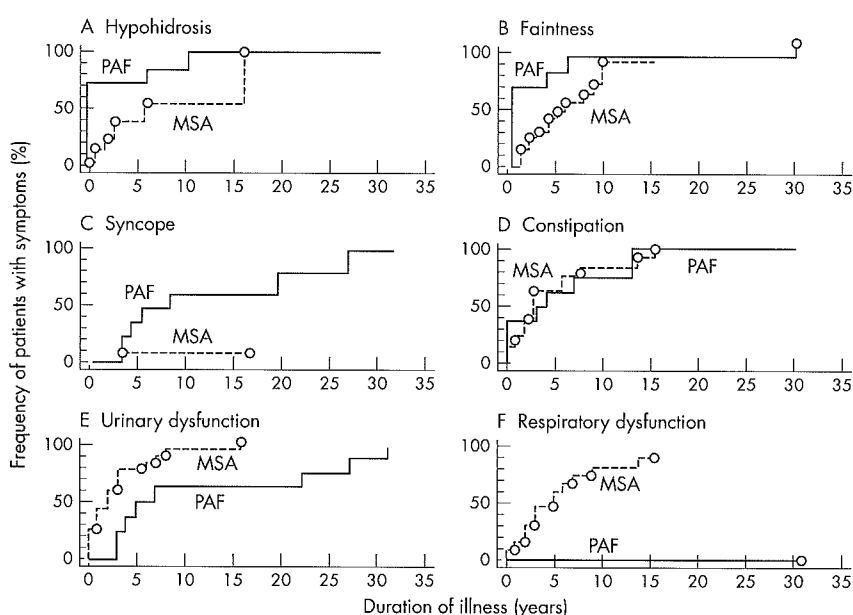 Frequency of patients with symptoms (%)
A Hypohidrosis
100
50
0
PAF
MSA
0 5 10 15 20 25 30 35
B Faintness
100
50
0
PAF
MSA
0 5 10 15 20 25 30 35
C Syncope
100
50
0
PAF
MSA
0 5 10 15 20 25 30 35
D Constipation
100
50
0
MSA
PAF
0 5 10 15 20 25 30 35
E Urinary dysfunction
100
50
0
MSA
PAF
0 5 10 15 20 25 30 35
F Respiratory dysfunction
100
50
0
MSA
PAF
0 5 10 15 20 25 30 35
Duration of illness (years)